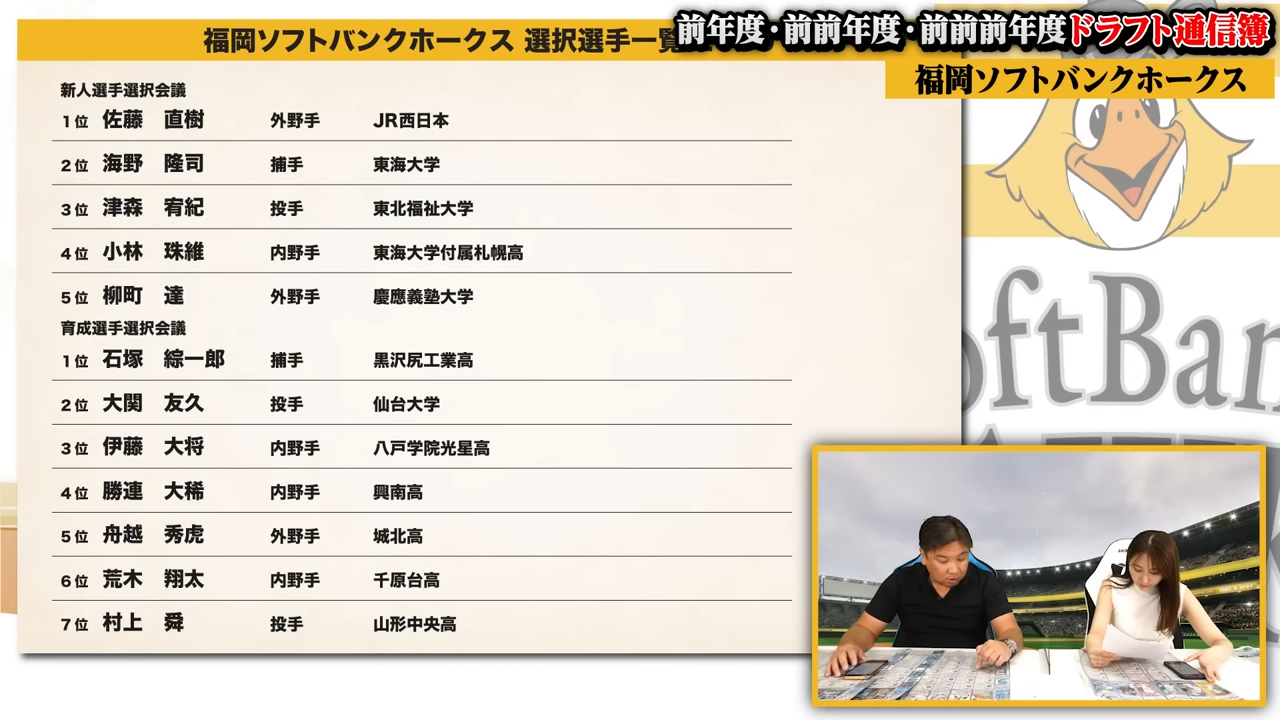 福岡ソフトバンクホークス 選択選手一覧
前年度・前前年度・前前前年度ドラフト通信簿
福岡ソフトバンクホークス
新人選手選択会議
1位 佐藤 直樹 外野手 JR西日本
2位 海野 隆司 捕手 東海大学
3位 津森 宥紀 投手 東北福祉大学
4位 小林 珠維 内野手 東海大学付属札幌高
5位 柳町 達 外野手 慶應義塾大学
育成選手選択会議
1位 石塚 綜一郎 捕手 黒沢尻工業高
2位 大関 友久 投手 仙台大学
3位 伊藤 大将 内野手 八戸学院光星高
4位 勝連 大稀 内野手 興南高
5位 舟越 秀虎 外野手 城北高
6位 荒木 翔太 内野手 千原台高
7位 村上 舜 投手 山形中央高
oftBan